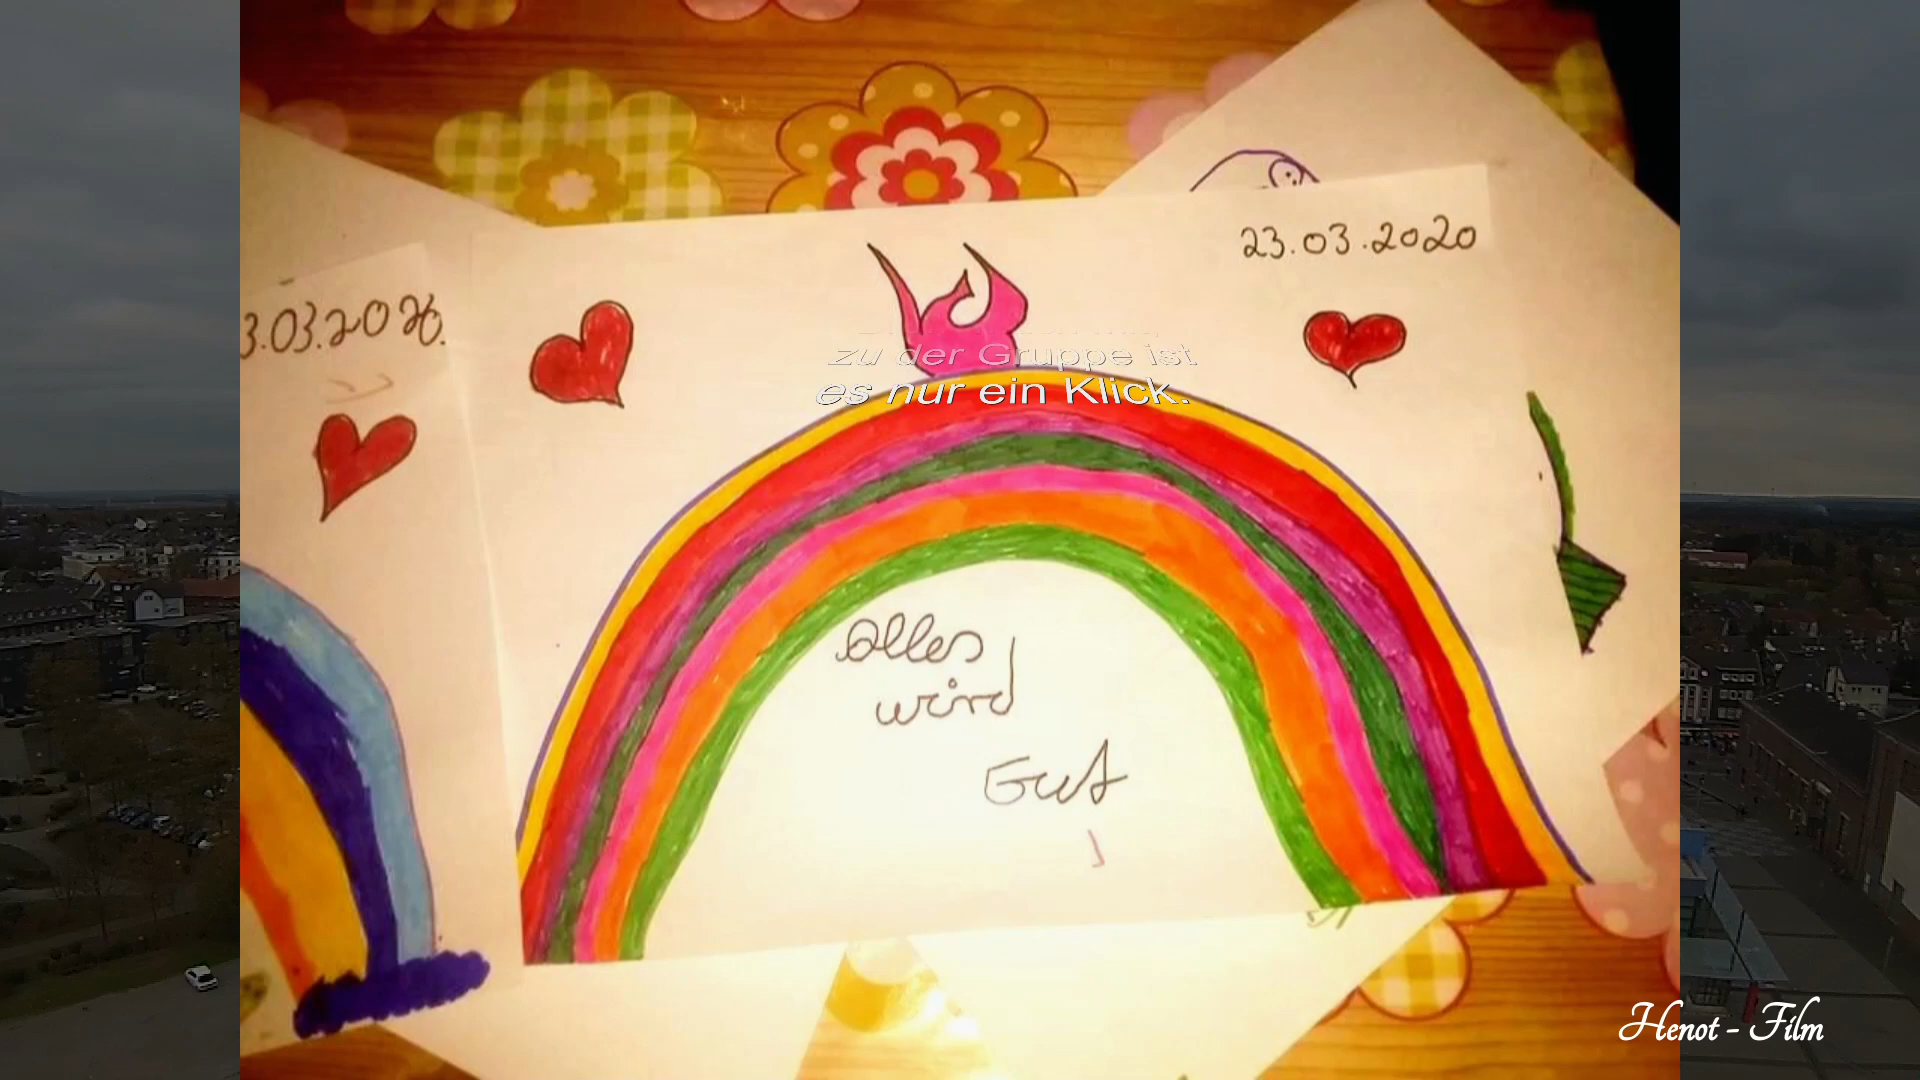 23.03.2020
3.03.2020.
zu der Gruppe ist
es nur ein Klick.
Alles
wird
Gut
Henot - Film